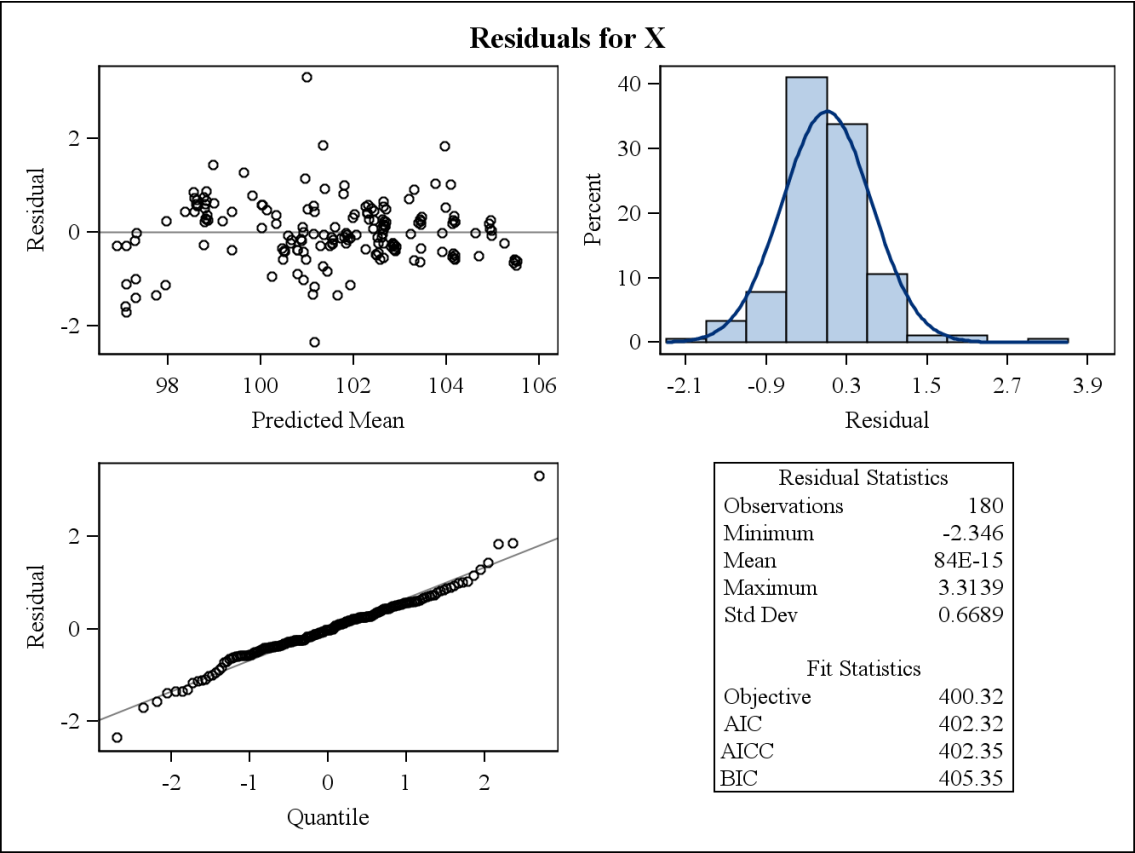 Residuals for X
Residual
2
0
-2
98 100 102 104 106
Predicted Mean
Percent
40
30
20
10
0
-2.1 -0.9 0.3 1.5 2.7 3.9
Residual
Residual
2
0
-2
-2 -1 0 1 2
Quantile
Residual Statistics
Observations 180
Minimum -2.346
Mean 84E-15
Maximum 3.3139
Std Dev 0.6689
Fit Statistics
Objective 400.32
AIC 402.32
AICC 402.35
BIC 405.35